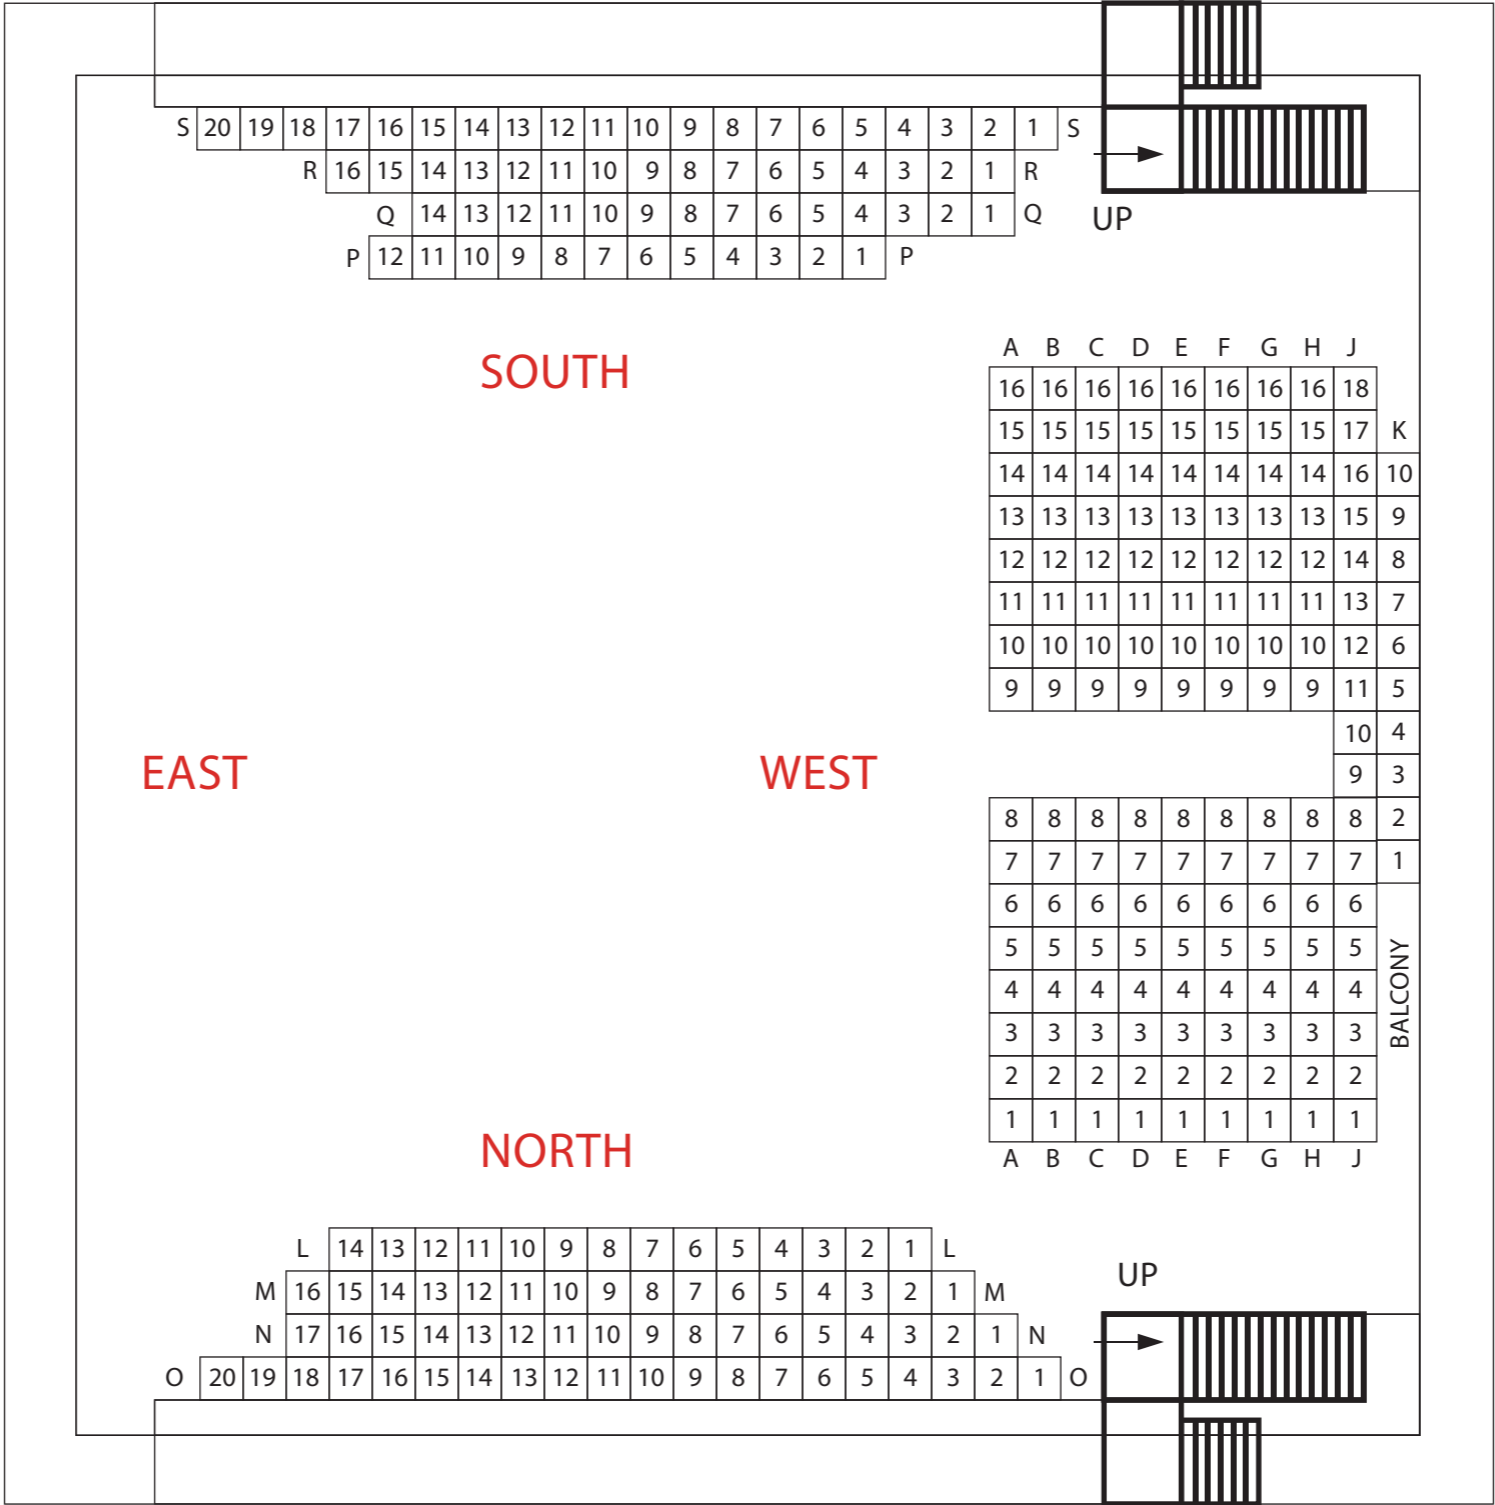 S 20 19 18 17 16 15 14 13 12 11 10 9 8 7 6 5 4 3 2 1 S
R 16 15 14 13 12 11 10 9 8 7 6 5 4 3 2 1 R
Q 14 13 12 11 10 9 8 7 6 5 4 3 2 1 Q
UP
P 12 11 10 9 8 7 6 5 4 3 2 1 P
SOUTH
A B C D E F G H J
16 16 16 16 16 16 16 16 18
15 15 15 15 15 15 15 15 17 K
14 14 14 14 14 14 14 14 16 10
13 13 13 13 13 13 13 13 15 9
12 12 12 12 12 12 12 12 14 8
11 11 11 11 11 11 11 11 13 7
10 10 10 10 10 10 10 10 12 6
9 9 9 9 9 9 9 9 11 5
10 4
EAST
WEST
9 3
8 8 8 8 8 8 8 8 8 2
7 7 7 7 7 7 7 7 7 1
6 6 6 6 6 6 6 6 6
5 5 5 5 5 5 5 5 5
4 4 4 4 4 4 4 4 4
3 3 3 3 3 3 3 3 3
2 2 2 2 2 2 2 2 2
1 1 1 1 1 1 1 1 1
BALCONY
A B C D E F G H J
NORTH
L 14 13 12 11 10 9 8 7 6 5 4 3 2 1 L
UP
M 16 15 14 13 12 11 10 9 8 7 6 5 4 3 2 1 M
N 17 16 15 14 13 12 11 10 9 8 7 6 5 4 3 2 1 N
O 20 19 18 17 16 15 14 13 12 11 10 9 8 7 6 5 4 3 2 1 O